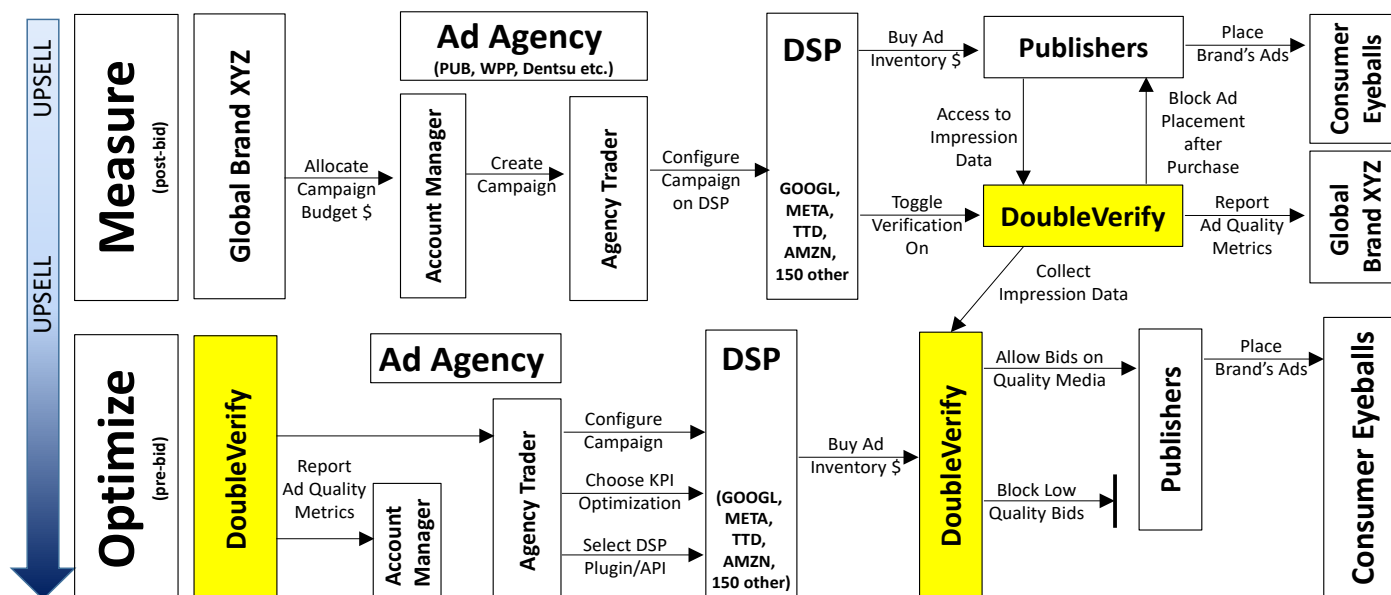 UPSELL
UPSELL
Measure
(post-bid)
Global Brand XYZ
Allocate
Campaign
Budget $
Ad Agency
(PUB, WPP, Dentsu etc.)
Account Manager
Create
Campaign
Agency Trader
Configure
Campaign
on DSP
DSP
GOOGL,
META,
TTD,
AMZN,
150 other
Buy Ad
Inventory $
Toggle
Verification
On
Publishers
Access to
Impression
Data
Block Ad
Placement
after
Purchase
DoubleVerify
Place
Brand's Ads
Consumer
Eyeballs
Report
Ad Quality
Metrics
Global
Brand XYZ
Collect
Impression Data
Optimize
(pre-bid)
DoubleVerify
Report
Ad Quality
Metrics
Ad Agency
Account
Manager
Agency Trader
Configure
Campaign
Choose KPI
Optimization
Select DSP
Plugin/API
DSP
(GOOGL,
META,
TTD,
AMZN,
150 other)
Buy Ad
Inventory $
DoubleVerify
Allow Bids on
Quality Media
Block Low
Quality Bids
Publishers
Place
Brand's Ads
Consumer Eyeballs